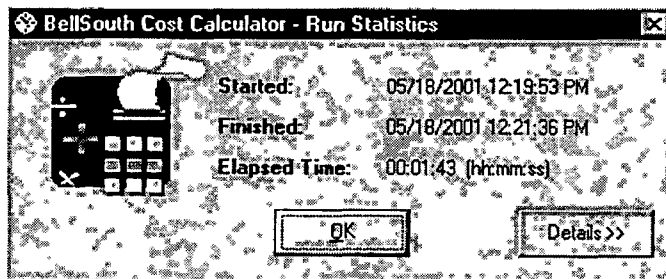 BellSouth Cost Calculator - Run Statistics
Started: 05/18/2001 12:19:53 PM
Finished: 05/18/2001 12:21:36 PM
Elapsed Time: 00:01:43 (hh:mm:ss)
OK
Details >>